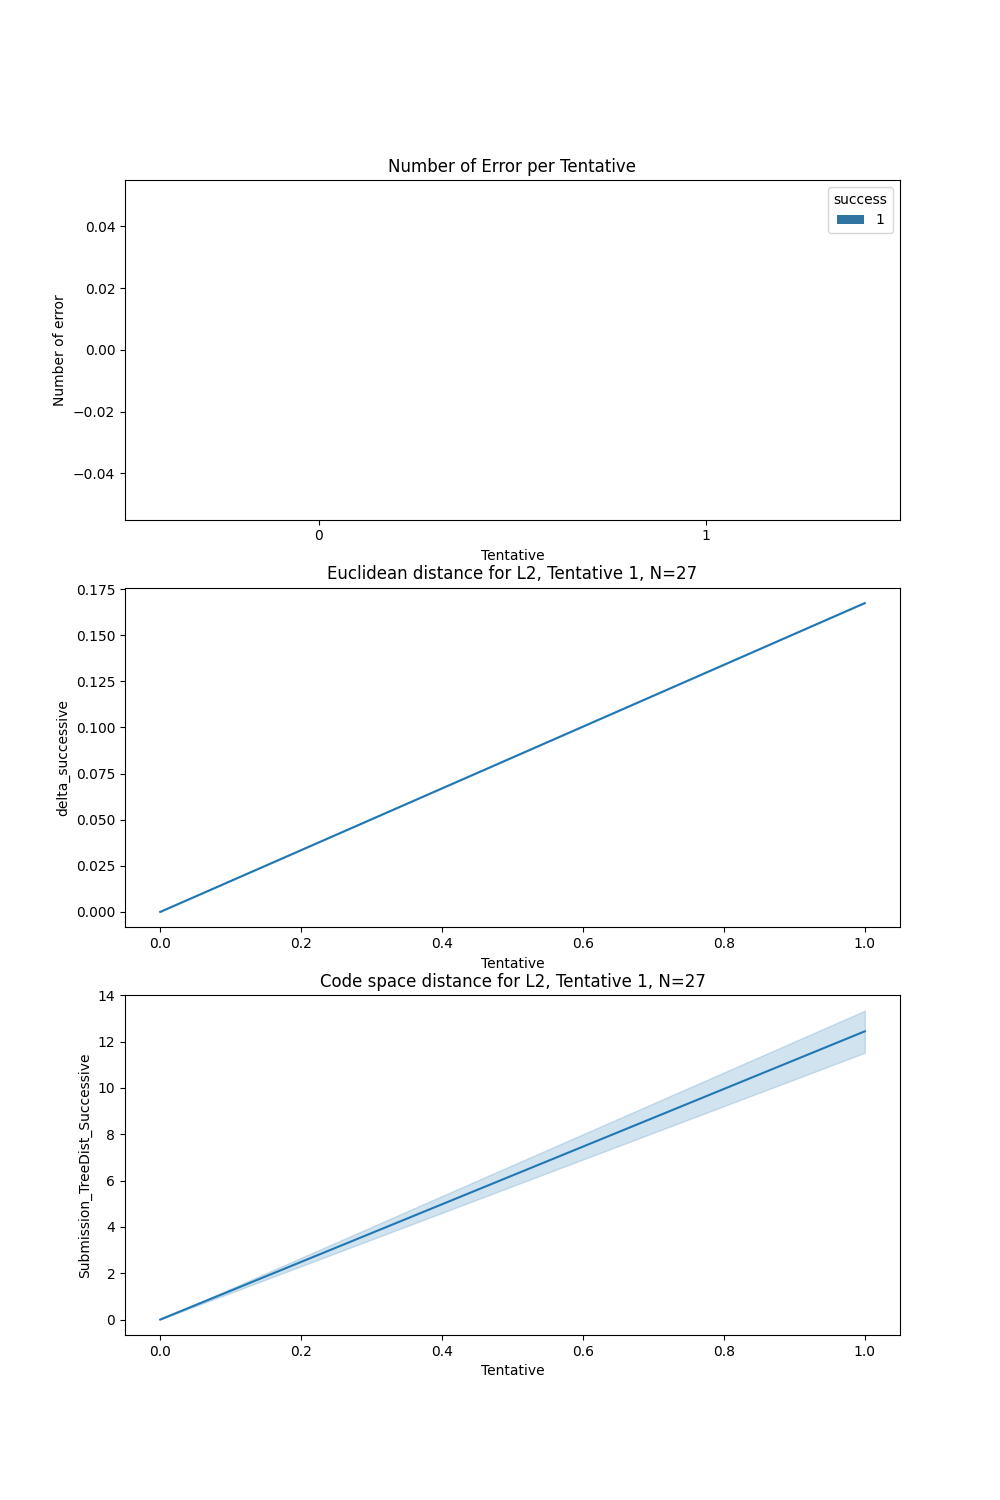 Number of Error per Tentative
success
1
0.04
0.02
0.00
−0.02
−0.04
Number of error
0 1
Tentative
Euclidean distance for L2, Tentative 1, N=27
0.175
0.150
0.125
0.100
0.075
0.050
0.025
0.000
delta_successive
0.0 0.2 0.4 0.6 0.8 1.0
Tentative
Code space distance for L2, Tentative 1, N=27
14
12
10
8
6
4
2
0
Submission_TreeDist_Successive
0.0 0.2 0.4 0.6 0.8 1.0
Tentative